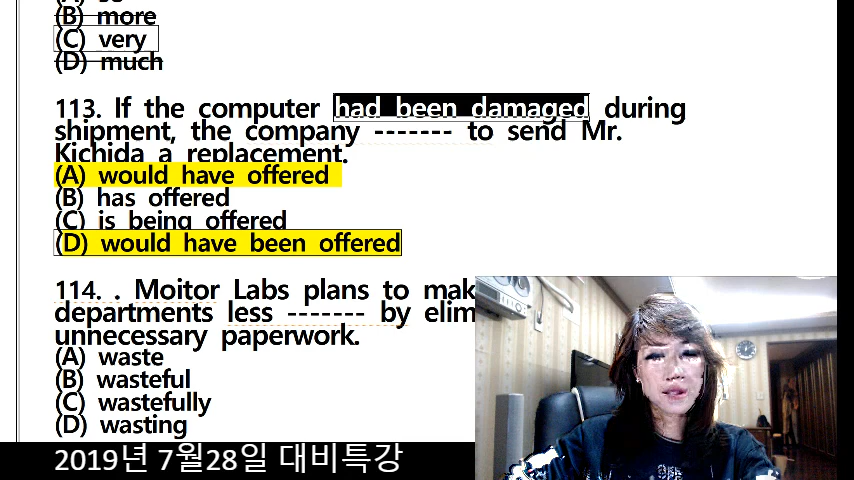 (B) more
(C) very
(D) much
113. If the computer had been damaged during
shipment, the company ------- to send Mr.
Kichida a replacement.
(A) would have offered
(B) has offered
(C) is being offered
(D) would have been offered
114. . Moitor Labs plans to mak
departments less ------- by elim
unnecessary paperwork.
(A) waste
(B) wasteful
(C) wastefully
(D) wasting
2019년 7월28일 대비특강